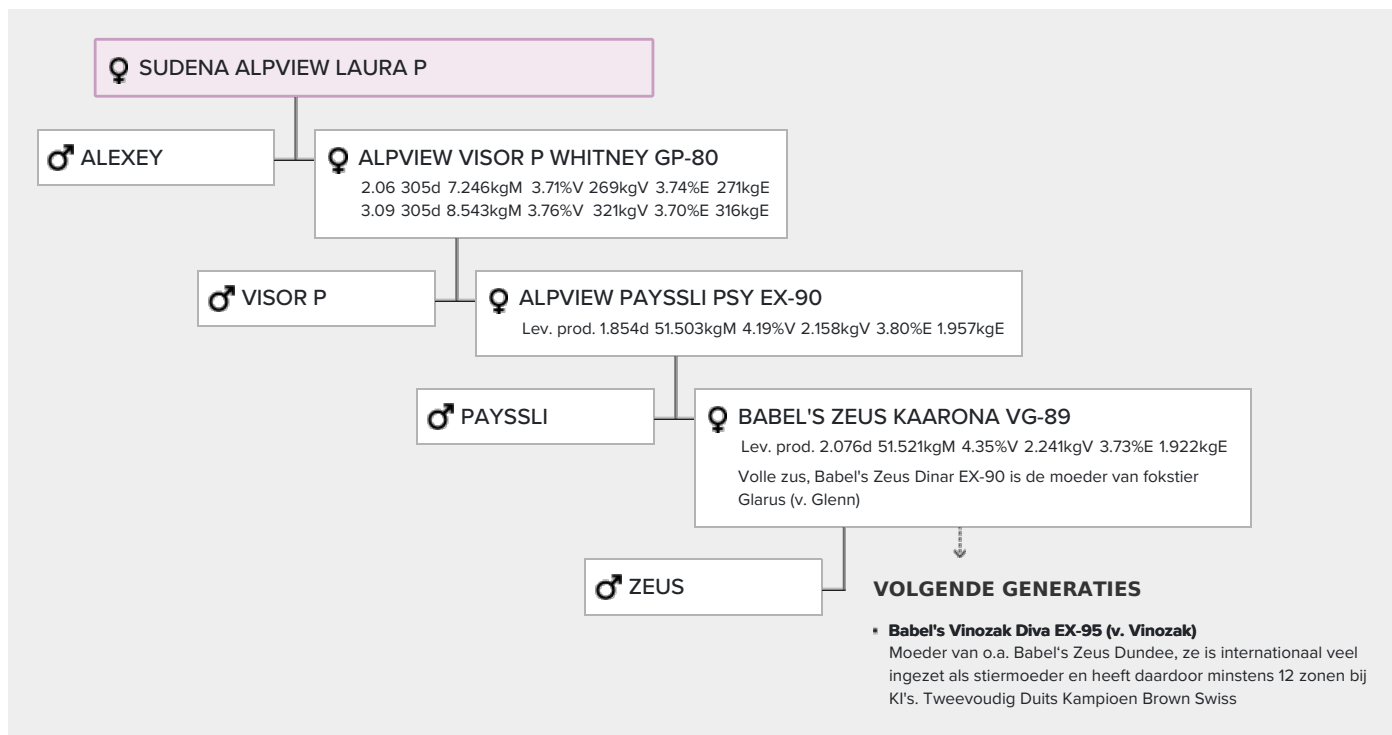 SUDENA ALPVIEW LAURA P
ALEXEY
ALPVIEW VISOR P WHITNEY GP-80
2.06 305d 7.246kgM 3.71%V 269kgV 3.74%E 271kgE
3.09 305d 8.543kgM 3.76%V 321kgV 3.70%E 316kgE
VISOR P
ALPVIEW PAYSSLI PSY EX-90
Lev. prod. 1.854d 51.503kgM 4.19%V 2.158kgV 3.80%E 1.957kgE
PAYSSLI
BABEL'S ZEUS KAARONA VG-89
Lev. prod. 2.076d 51.521kgM 4.35%V 2.241kgV 3.73%E 1.922kgE
Volle zus, Babel's Zeus Dinar EX-90 is de moeder van fokstier
Glarus (v. Glenn)
ZEUS
VOLGENDE GENERATIES
Babel's Vinozak Diva EX-95 (v. Vinozak)
Moeder van o.a. Babel‘s Zeus Dundee, ze is internationaal veel
ingezet als stiermoeder en heeft daardoor minstens 12 zonen bij
KI's. Tweevoudig Duits Kampioen Brown Swiss